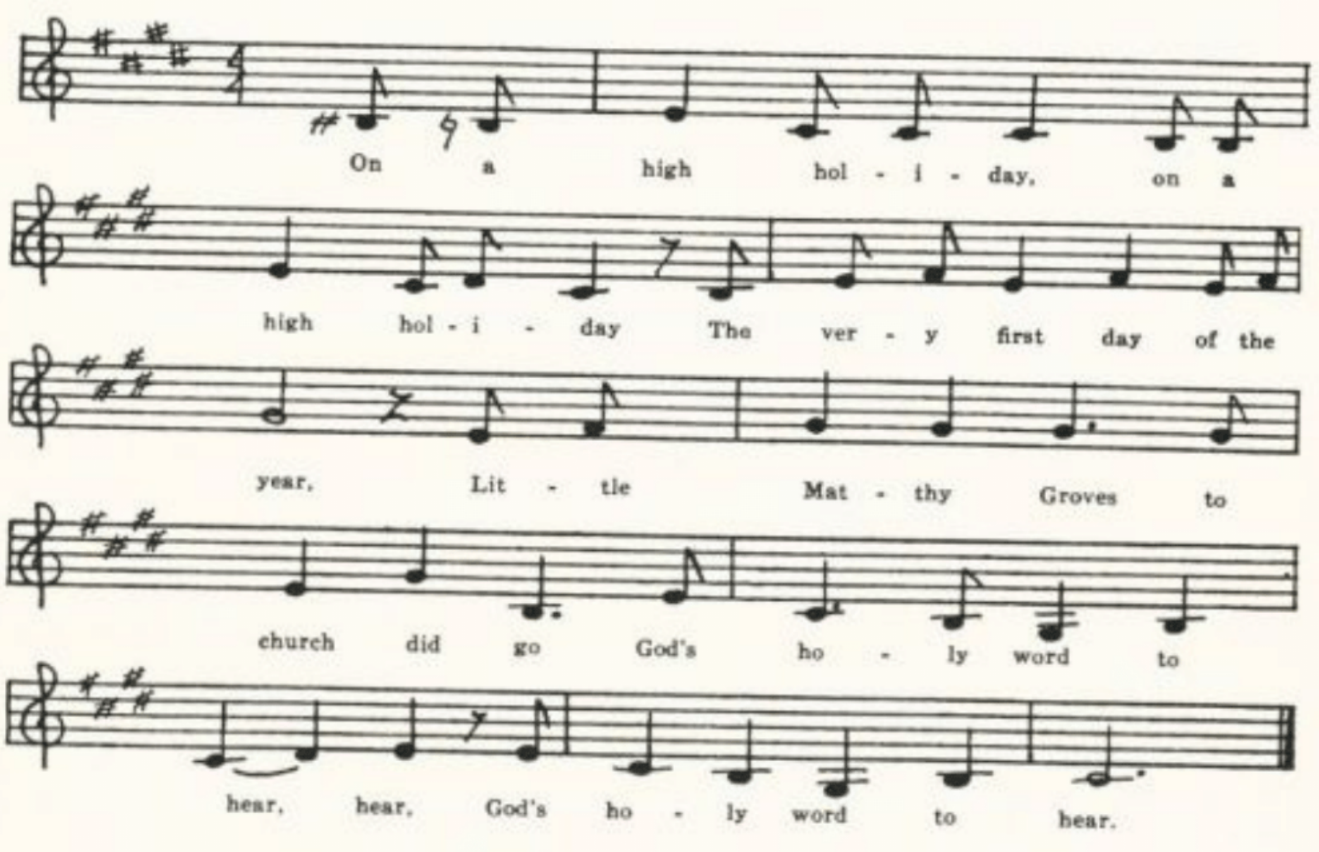 On a high hol - i - day, on a
high hol - i - day The ver - y first day of the
year, Lit - tle Mat - thy Groves to
church did go God's ho - ly word to
hear, hear, God's ho - ly word to hear.